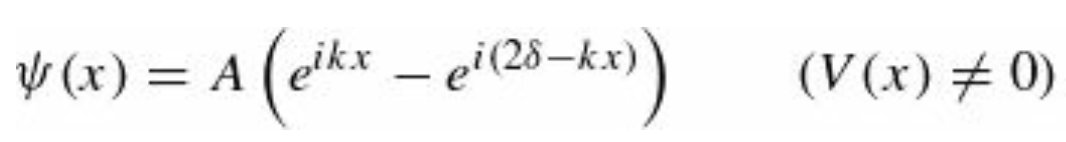 ψ(x) = A(e^{ikx} − e^{i(2δ−kx)}) (V(x) ≠ 0)